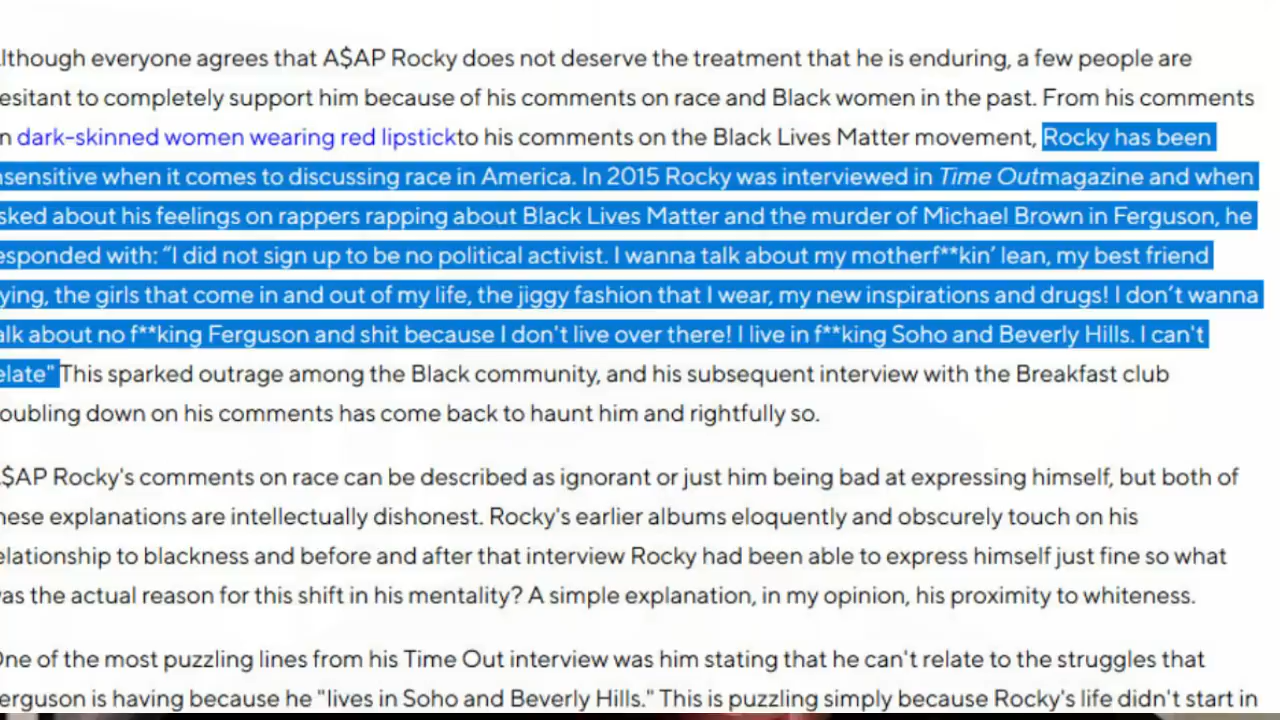 lthough everyone agrees that A$AP Rocky does not deserve the treatment that he is enduring, a few people are
esitant to completely support him because of his comments on race and Black women in the past. From his comments
n dark-skinned women wearing red lipstickto his comments on the Black Lives Matter movement, Rocky has been
nsensitive when it comes to discussing race in America. In 2015 Rocky was interviewed in Time Outmagazine and when
sked about his feelings on rappers rapping about Black Lives Matter and the murder of Michael Brown in Ferguson, he
esponded with: “I did not sign up to be no political activist. I wanna talk about my motherf**kin’ lean, my best friend
ying, the girls that come in and out of my life, the jiggy fashion that I wear, my new inspirations and drugs! I don’t wanna
alk about no f**king Ferguson and shit because I don't live over there! I live in f**king Soho and Beverly Hills. I can't
elate" This sparked outrage among the Black community, and his subsequent interview with the Breakfast club
oubling down on his comments has come back to haunt him and rightfully so.
$AP Rocky's comments on race can be described as ignorant or just him being bad at expressing himself, but both of
hese explanations are intellectually dishonest. Rocky's earlier albums eloquently and obscurely touch on his
elationship to blackness and before and after that interview Rocky had been able to express himself just fine so what
as the actual reason for this shift in his mentality? A simple explanation, in my opinion, his proximity to whiteness.
One of the most puzzling lines from his Time Out interview was him stating that he can't relate to the struggles that
erguson is having because he "lives in Soho and Beverly Hills." This is puzzling simply because Rocky's life didn't start in